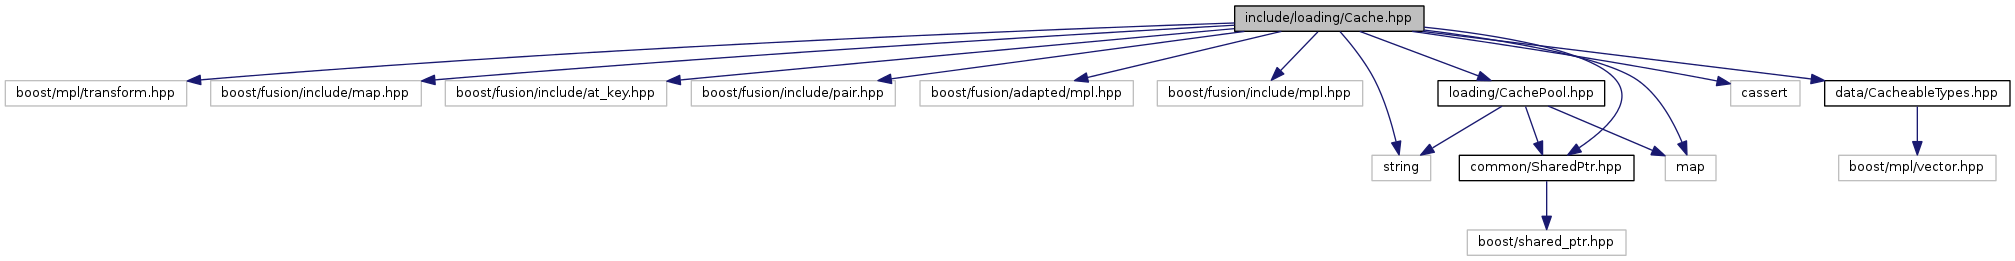 include/loading/Cache.hpp
boost/mpl/transform.hpp
boost/fusion/include/map.hpp
boost/fusion/include/at_key.hpp
boost/fusion/include/pair.hpp
boost/fusion/adapted/mpl.hpp
boost/fusion/include/mpl.hpp
loading/CachePool.hpp
cassert
data/CacheableTypes.hpp
string
common/SharedPtr.hpp
map
boost/mpl/vector.hpp
boost/shared_ptr.hpp